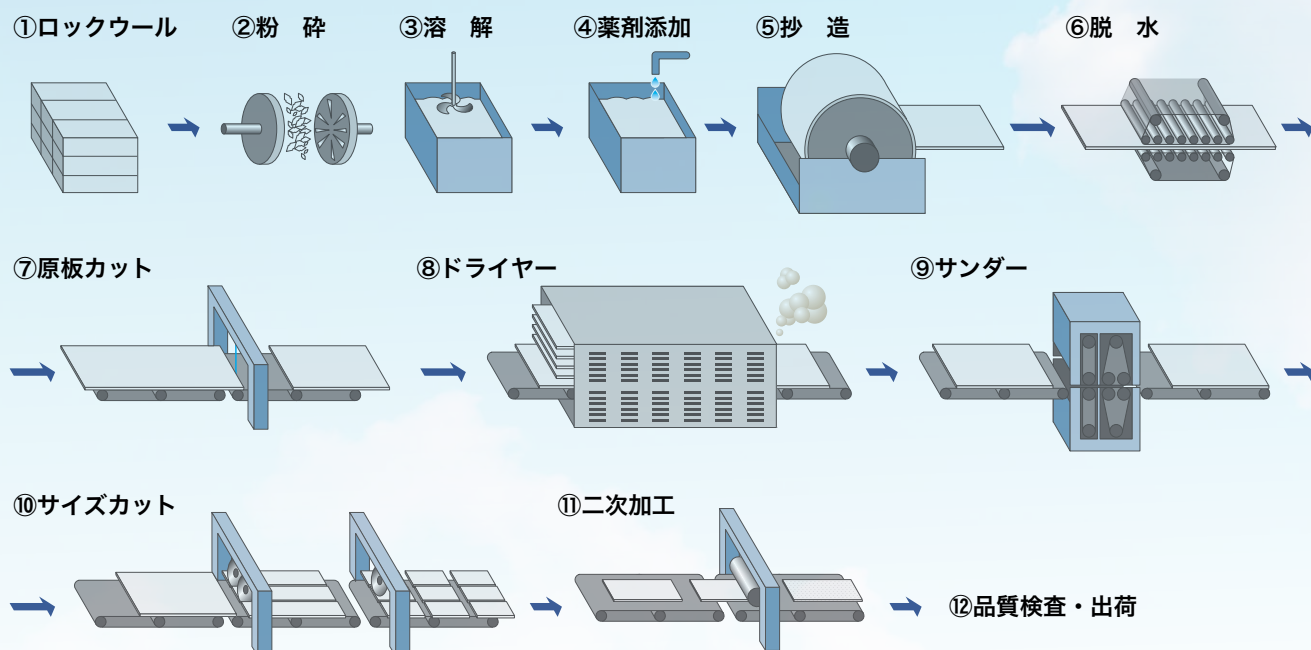 ①ロックウール
②粉　砕
③溶　解
④薬剤添加
⑤抄　造
⑥脱　水
⑦原板カット
⑧ドライヤー
⑨サンダー
⑩サイズカット
⑪二次加工
⑫品質検査・出荷